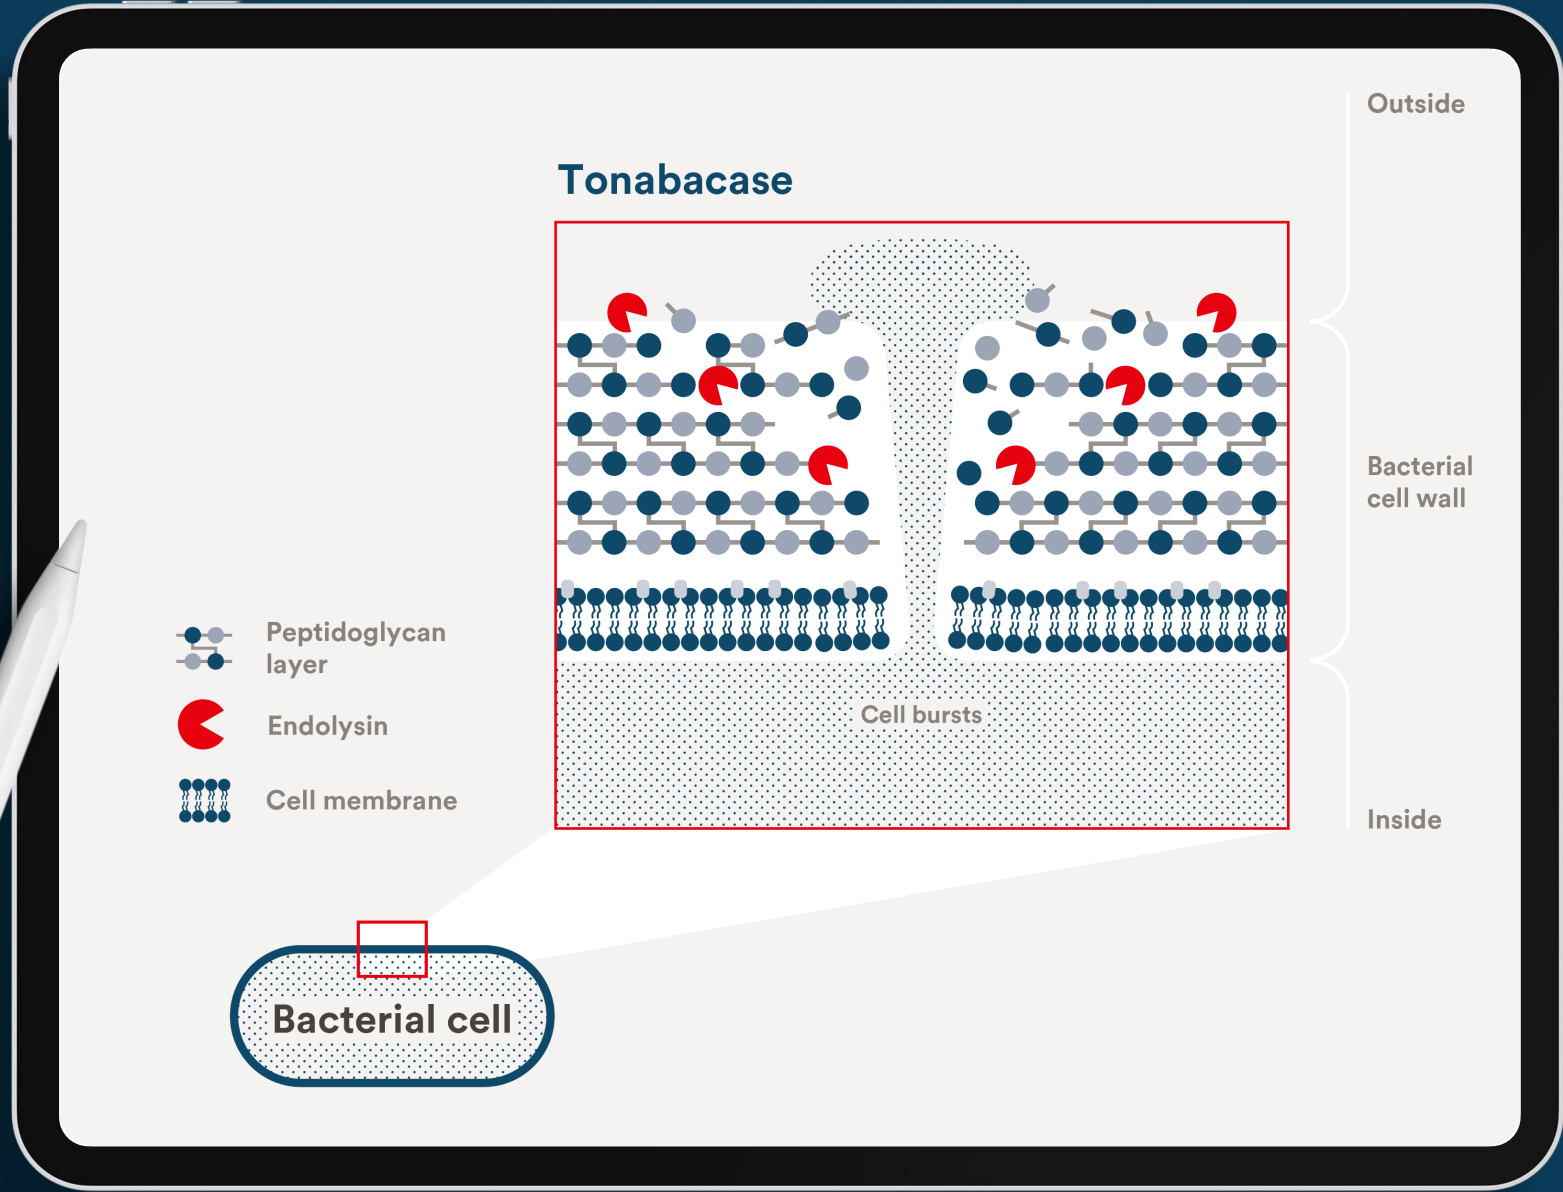 Outside
Tonabacase
Bacterial
cell wall
Peptidoglycan
layer
Cell bursts
Endolysin
Cell membrane
Inside
Bacterial cell